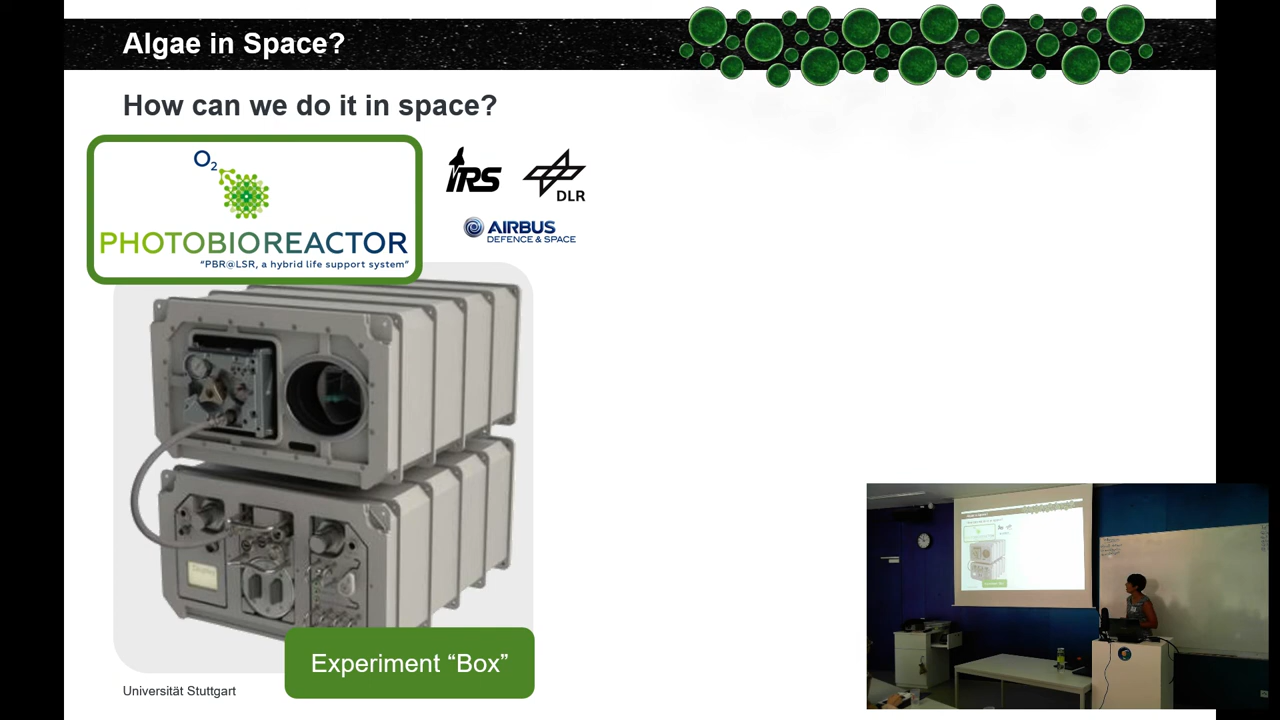 Algae in Space?
How can we do it in space?
O2
PHOTOBIOREACTOR
"PBR@LSR, a hybrid life support system"
IRS
DLR
AIRBUS
DEFENCE & SPACE
Experiment “Box”
Universität Stuttgart